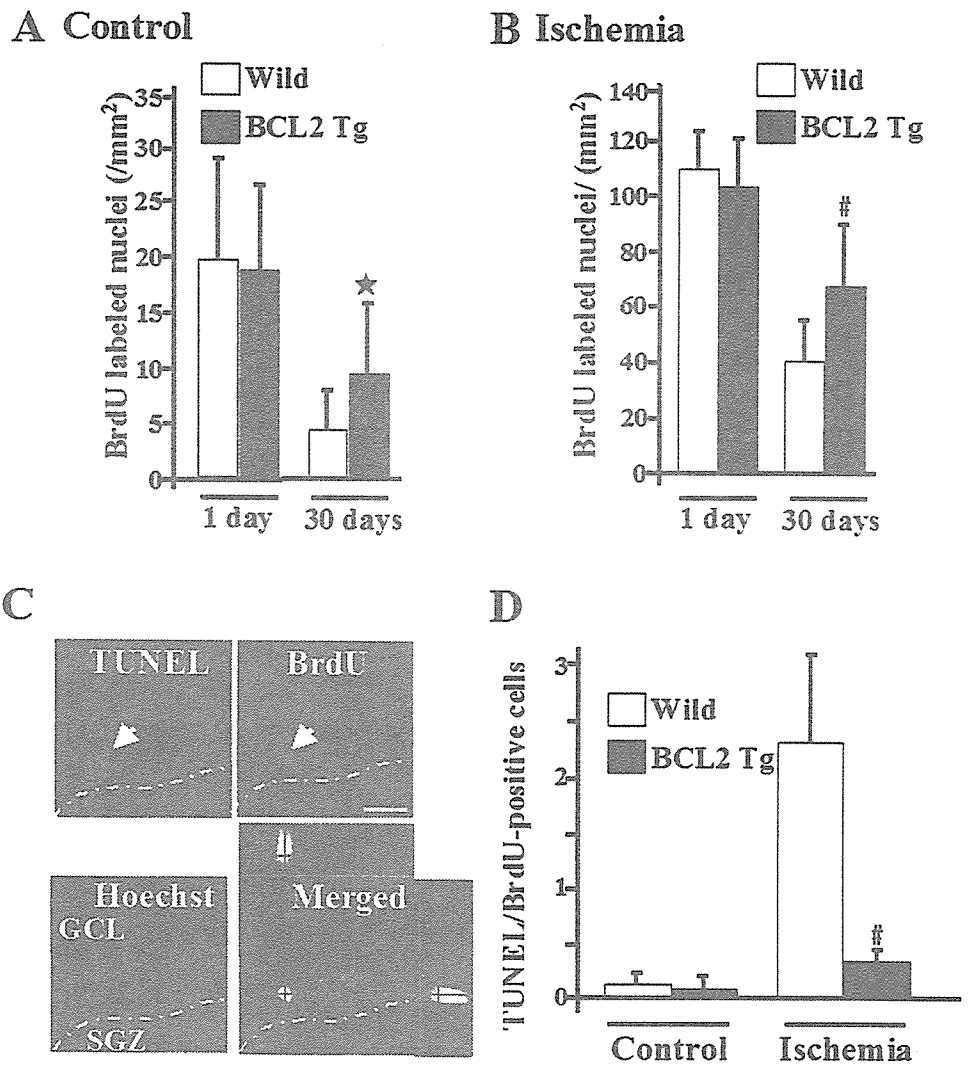 A Control
Wild
BCL2 Tg
BrdU labeled nuclei (/mm²)
35
30
25
20
15
10
5
0
★
1 day
30 days
B Ischemia
Wild
BCL2 Tg
BrdU labeled nuclei/ (mm²)
140
120
100
80
60
40
20
0
#
1 day
30 days
C
TUNEL
BrdU
Hoechst
GCL
SGZ
Merged
D
Wild
BCL2 Tg
TUNEL/BrdU-positive cells
3
2
1
0
#
Control
Ischemia